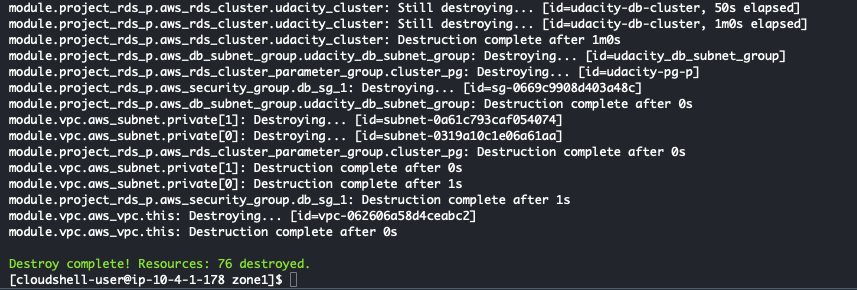 module.project_rds_p.aws_rds_cluster.udacity_cluster: Still destroying... [id=udacity-db-cluster, 50s elapsed]
module.project_rds_p.aws_rds_cluster.udacity_cluster: Still destroying... [id=udacity-db-cluster, 1m0s elapsed]
module.project_rds_p.aws_rds_cluster.udacity_cluster: Destruction complete after 1m0s
module.project_rds_p.aws_db_subnet_group.udacity_db_subnet_group: Destroying... [id=udacity_db_subnet_group]
module.project_rds_p.aws_rds_cluster_parameter_group.cluster_pg: Destroying... [id=udacity-pg-p]
module.project_rds_p.aws_security_group.db_sg_1: Destroying... [id=sg-0669c9908d403a48c]
module.project_rds_p.aws_db_subnet_group.udacity_db_subnet_group: Destruction complete after 0s
module.vpc.aws_subnet.private[1]: Destroying... [id=subnet-0a61c793caf054074]
module.vpc.aws_subnet.private[0]: Destroying... [id=subnet-0319a10c1e06a61aa]
module.project_rds_p.aws_rds_cluster_parameter_group.cluster_pg: Destruction complete after 0s
module.vpc.aws_subnet.private[1]: Destruction complete after 0s
module.vpc.aws_subnet.private[0]: Destruction complete after 1s
module.project_rds_p.aws_security_group.db_sg_1: Destruction complete after 1s
module.vpc.aws_vpc.this: Destroying... [id=vpc-062606a58d4ceabc2]
module.vpc.aws_vpc.this: Destruction complete after 0s
Destroy complete! Resources: 76 destroyed.
[cloudshell-user@ip-10-4-1-178 zone1]$